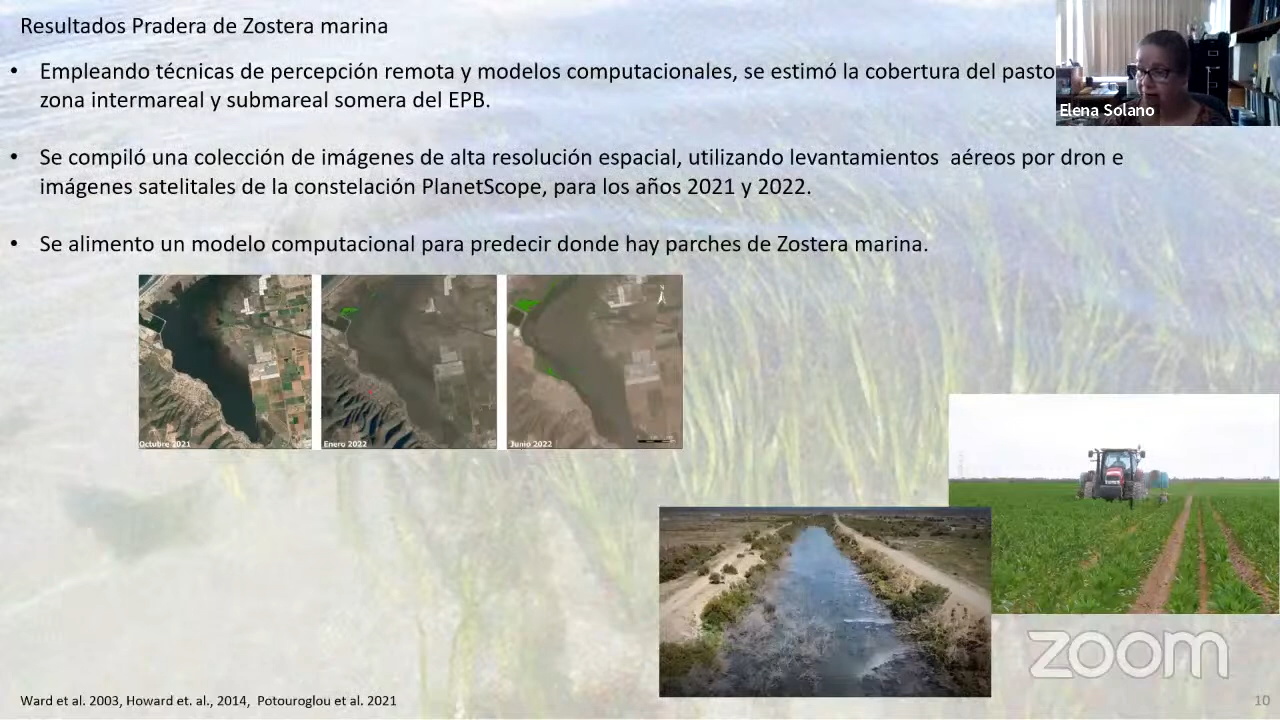 Resultados Pradera de Zostera marina
• Empleando técnicas de percepción remota y modelos computacionales, se estimó la cobertura del pasto
zona intermareal y submareal somera del EPB.
Elena Solano
• Se compiló una colección de imágenes de alta resolución espacial, utilizando levantamientos aéreos por dron e
imágenes satelitales de la constelación PlanetScope, para los años 2021 y 2022.
• Se alimento un modelo computacional para predecir donde hay parches de Zostera marina.
N
Octubre 2021
Enero 2022
Junio 2022
zoom
Ward et al. 2003, Howard et. al., 2014, Potouroglou et al. 2021
10